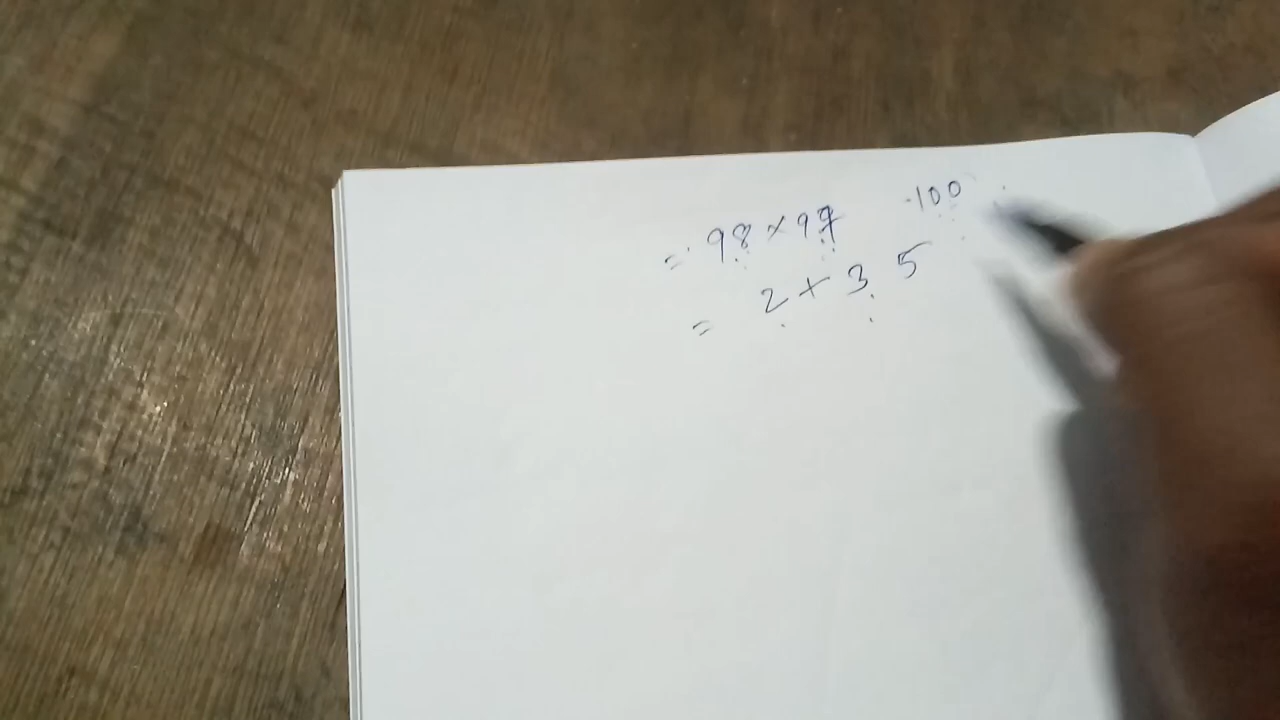 = 98 × 97 100
= 2 + 3 5